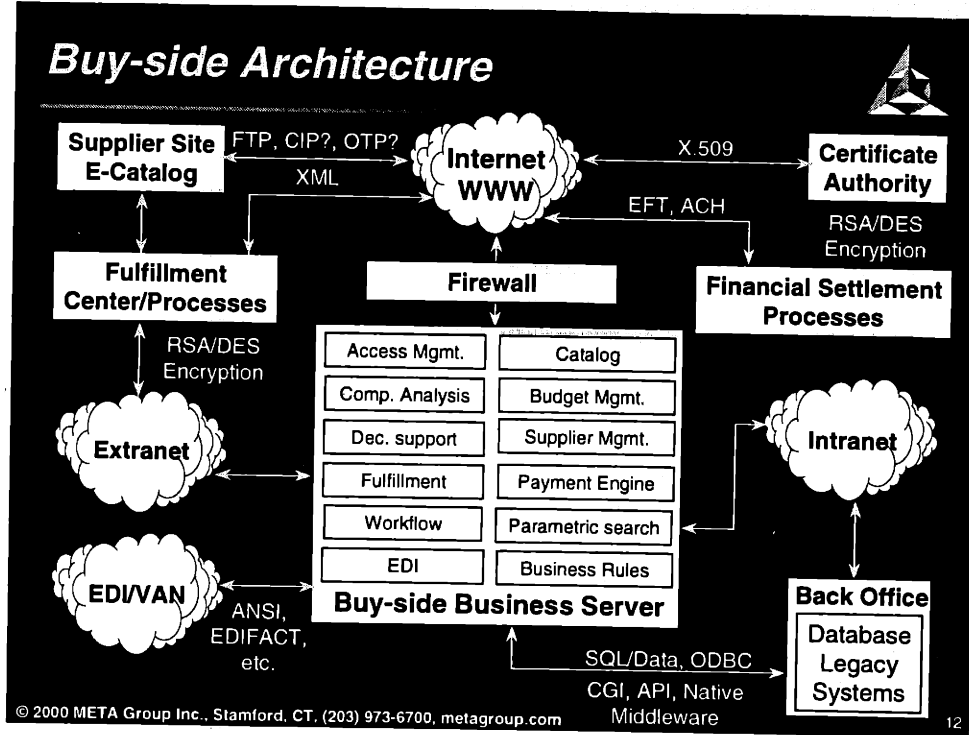 Buy-side Architecture
Supplier Site
E-Catalog
FTP, CIP?, OTP?
XML
Internet
WWW
X.509
Certificate
Authority
EFT, ACH
RSA/DES
Encryption
Fulfillment
Center/Processes
Firewall
Financial Settlement
Processes
RSA/DES
Encryption
Access Mgmt.
Catalog
Comp. Analysis
Budget Mgmt.
Dec. support
Supplier Mgmt.
Fulfillment
Payment Engine
Workflow
Parametric search
EDI
Business Rules
Buy-side Business Server
Extranet
Intranet
EDI/VAN
ANSI,
EDIFACT,
etc.
Back Office
Database
Legacy
Systems
SQL/Data, ODBC
CGI, API, Native
Middleware
© 2000 META Group Inc., Stamford, CT, (203) 973-6700, metagroup.com
12